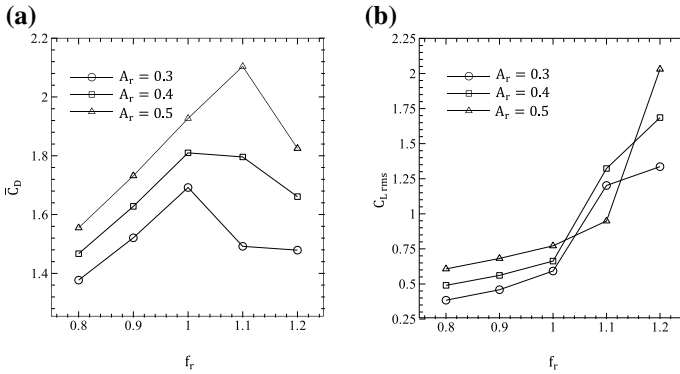 (a)
2.2
2
1.8
1.6
1.4
C̅_D
A_r = 0.3
A_r = 0.4
A_r = 0.5
0.8 0.9 1 1.1 1.2
f_r
(b)
2.25
2
1.75
1.5
1.25
1
0.75
0.5
0.25
C_L rms
A_r = 0.3
A_r = 0.4
A_r = 0.5
0.8 0.9 1 1.1 1.2
f_r